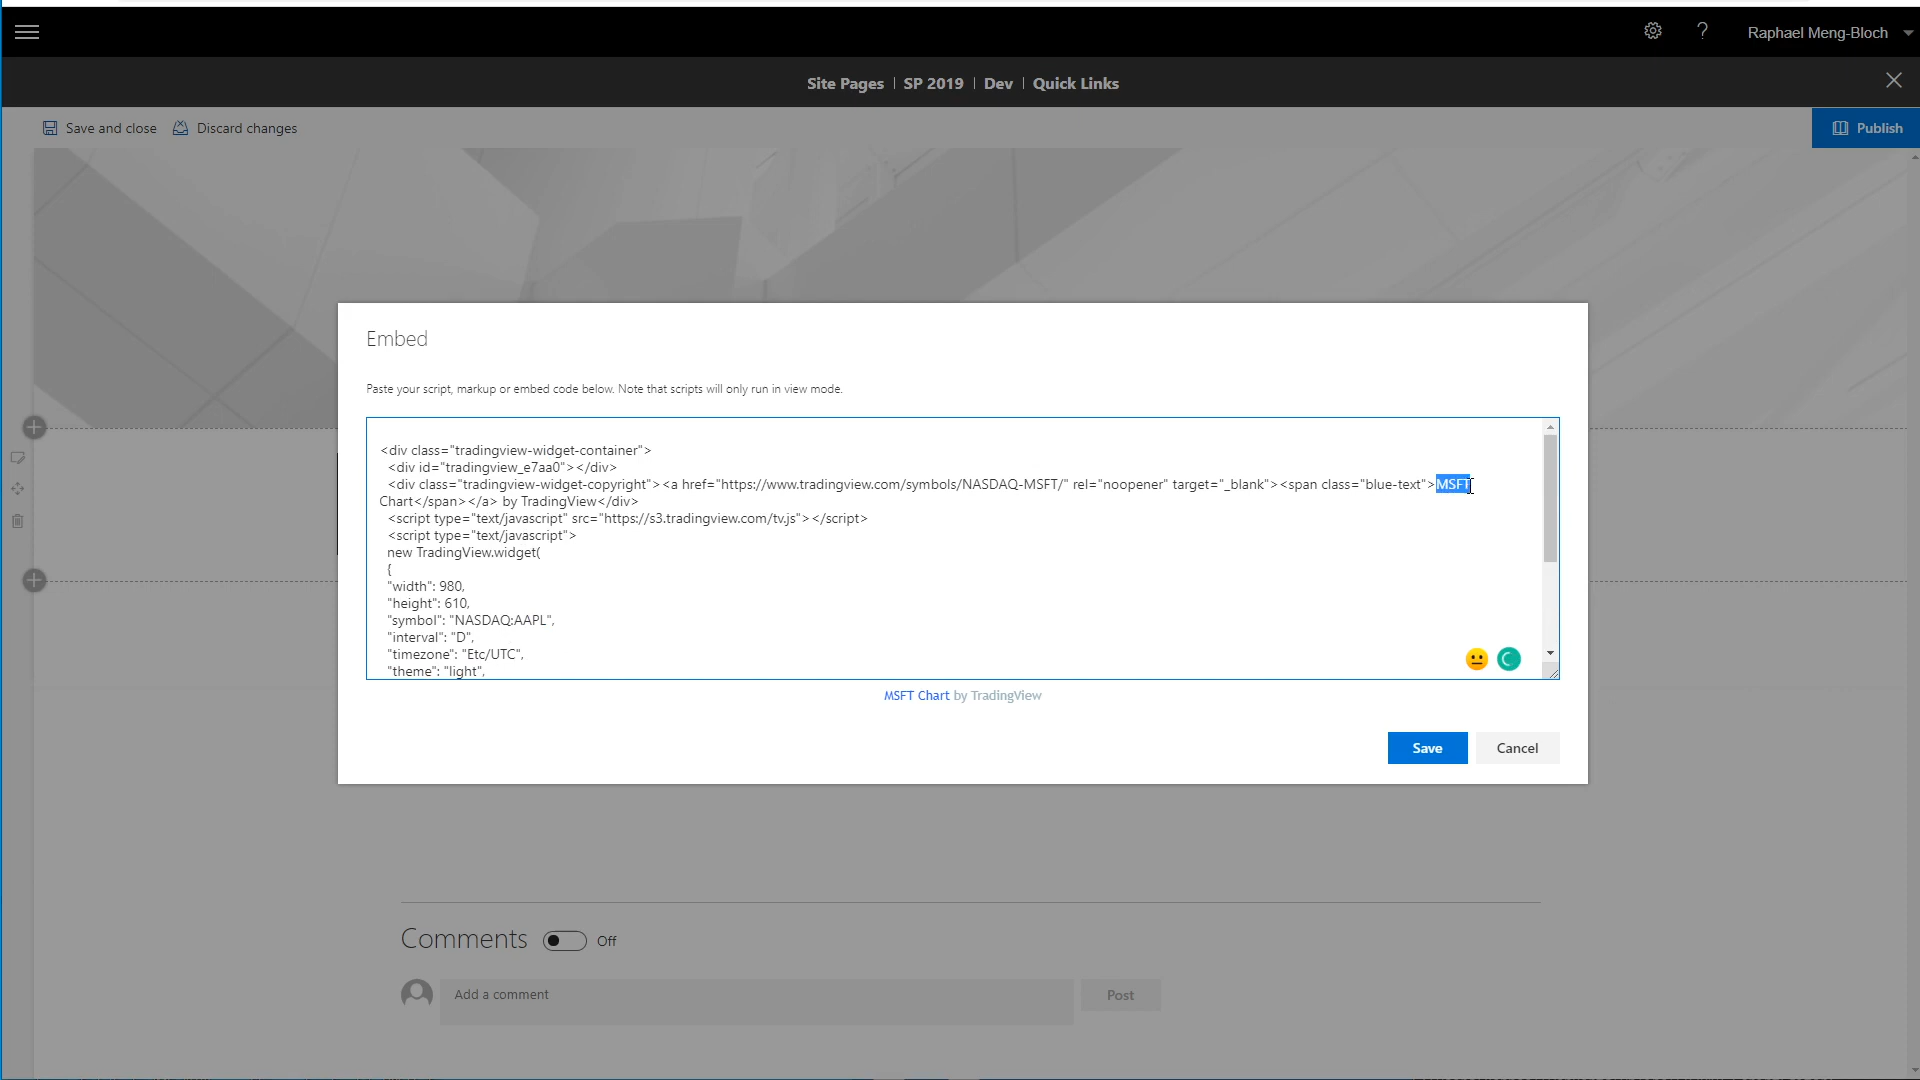 Raphael Meng-Bloch
Site Pages | SP 2019 | Dev | Quick Links
Save and close Discard changes
Publish
Embed
Paste your script, markup or embed code below. Note that scripts will only run in view mode.
<div class="tradingview-widget-container">
<div id="tradingview_e7aa0"></div>
<div class="tradingview-widget-copyright"><a href="https://www.tradingview.com/symbols/NASDAQ-MSFT/" rel="noopener" target="_blank"><span class="blue-text">MSFT
Chart</span></a> by TradingView</div>
<script type="text/javascript" src="https://s3.tradingview.com/tv.js"></script>
<script type="text/javascript">
new TradingView.widget(
{
"width": 980,
"height": 610,
"symbol": "NASDAQ:AAPL",
"interval": "D",
"timezone": "Etc/UTC",
"theme": "light",
MSFT Chart by TradingView
Save
Cancel
Comments
Off
Add a comment
Post